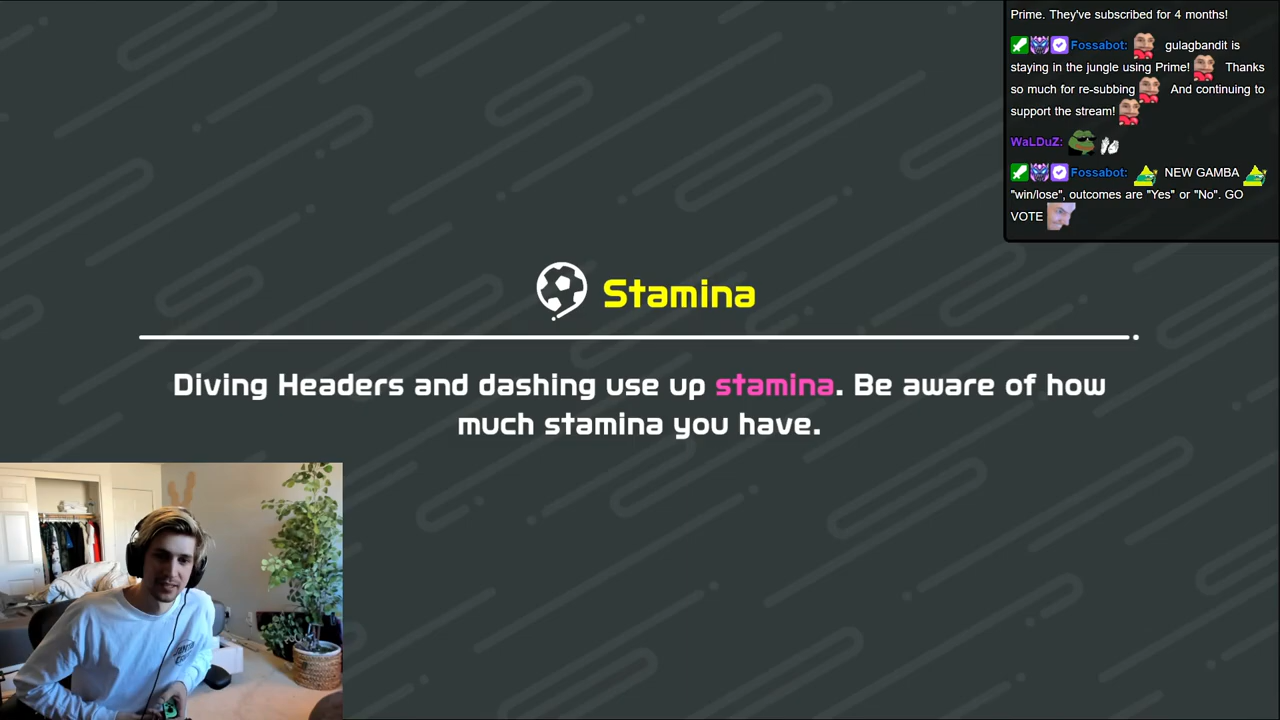 Prime. They've subscribed for 4 months!
Fossabot: gulagbandit is
staying in the jungle using Prime! Thanks
so much for re-subbing And continuing to
support the stream!
WaLDuZ:
Fossabot: NEW GAMBA
"win/lose", outcomes are "Yes" or "No". GO
VOTE
Stamina
Diving Headers and dashing use up stamina. Be aware of how
much stamina you have.